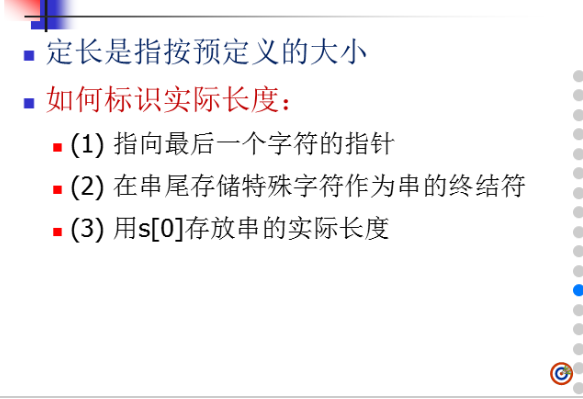 定长是指按预定义的大小
如何标识实际长度：
(1) 指向最后一个字符的指针
(2) 在串尾存储特殊字符作为串的终结符
(3) 用s[0]存放串的实际长度